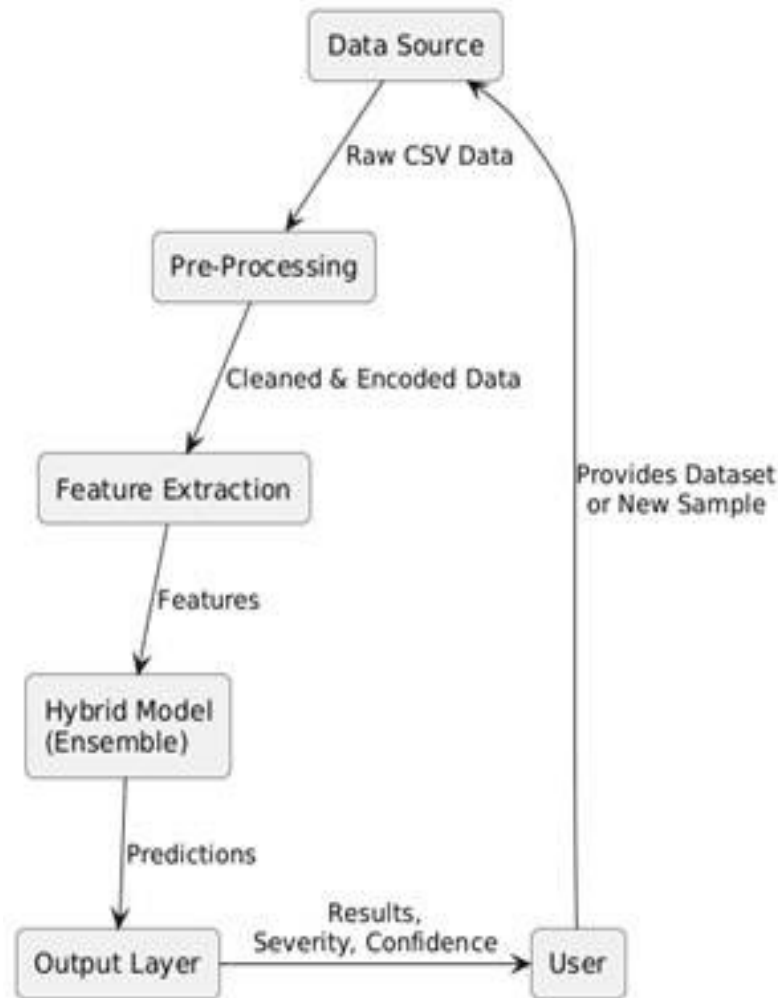 Data Source
Raw CSV Data
Pre-Processing
Cleaned & Encoded Data
Feature Extraction
Provides Dataset
or New Sample
Features
Hybrid Model
(Ensemble)
Predictions
Results,
Severity, Confidence
Output Layer
User